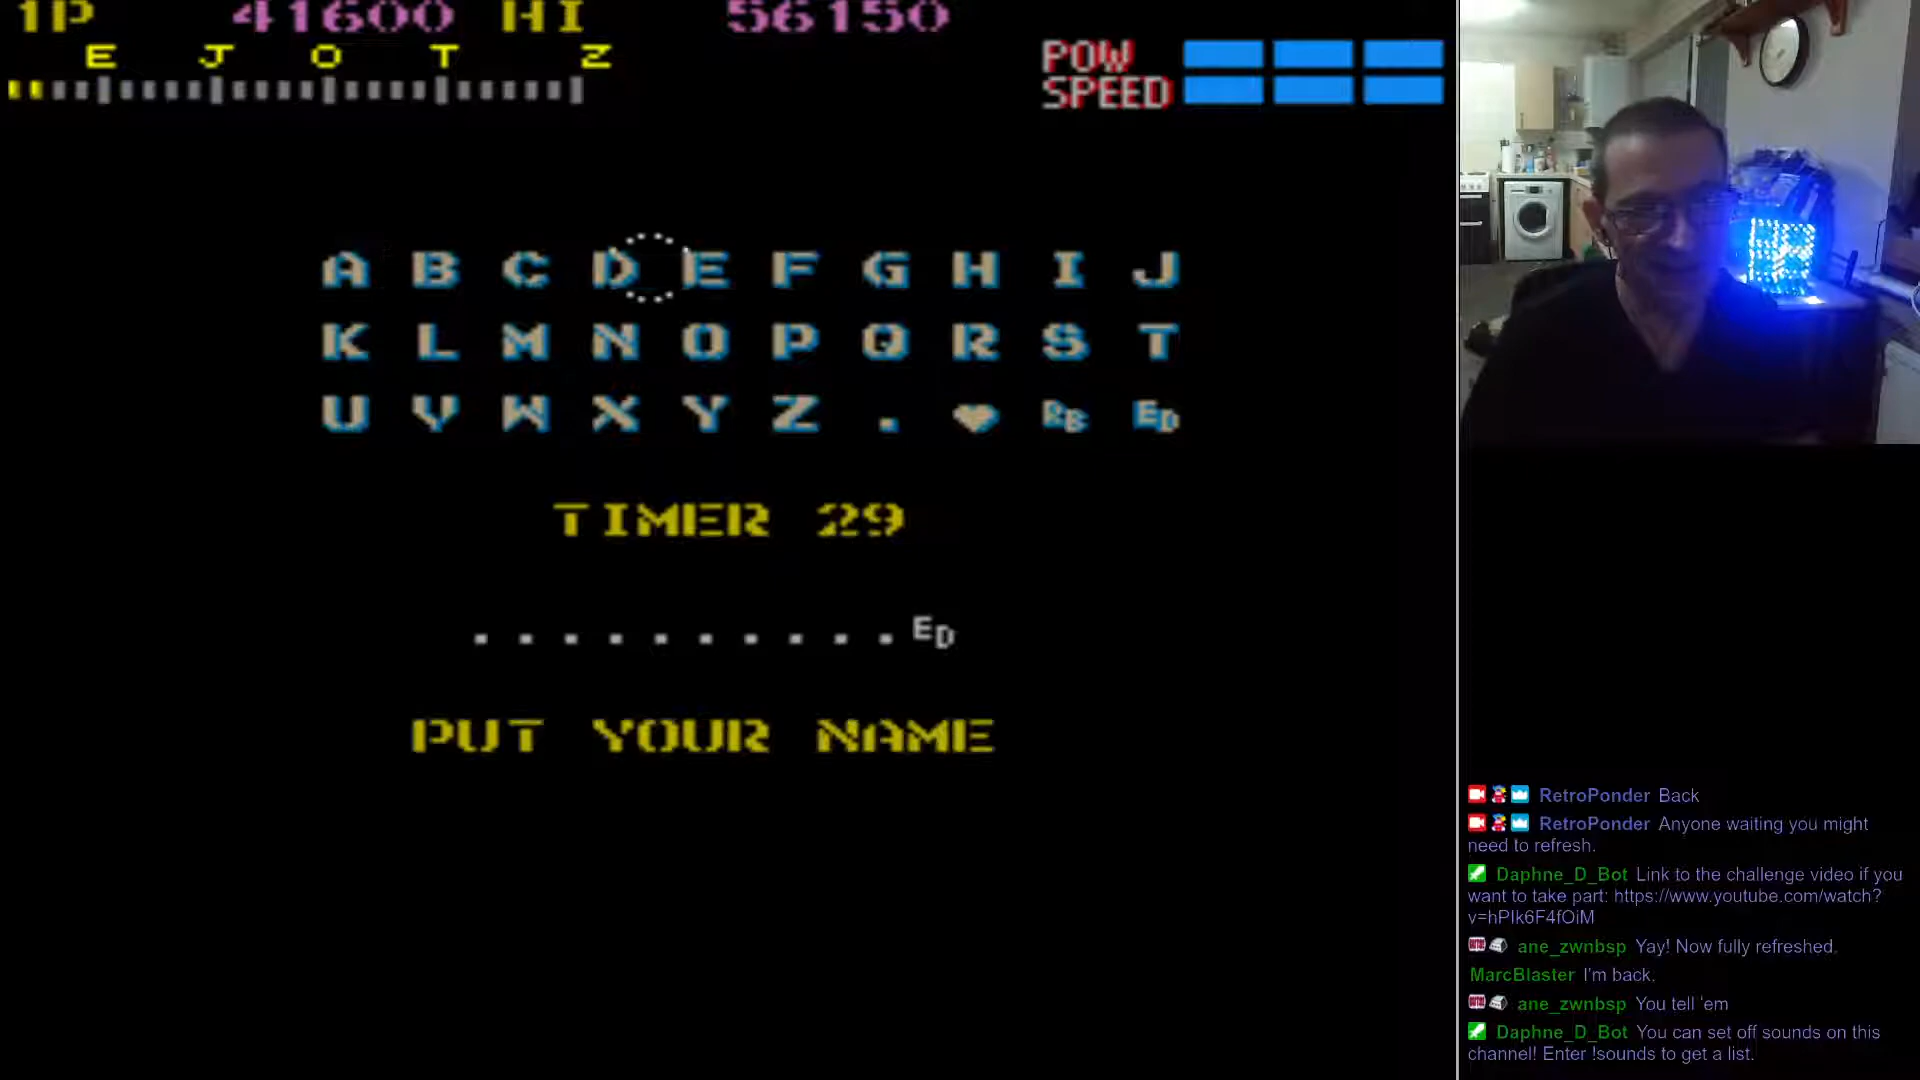 1P 41600 HI 56150
E J O T Z
POW
SPEED
A B C D E F G H I J
K L M N O P Q R S T
U V W X Y Z . ♥ RB ED
TIMER 29
. . . . . . . . . . ED
PUT YOUR NAME
RetroPonder Back
RetroPonder Anyone waiting you might
need to refresh.
Daphne_D_Bot Link to the challenge video if you
want to take part: https://www.youtube.com/watch?
v=hPIk6F4fOiM
ane_zwnbsp Yay! Now fully refreshed.
MarcBlaster I'm back.
ane_zwnbsp You tell 'em
Daphne_D_Bot You can set off sounds on this
channel! Enter !sounds to get a list.